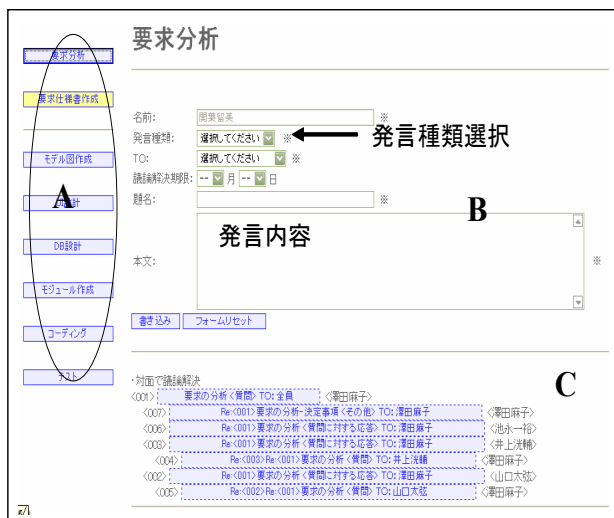 要求分析
要求分析
要求仕様書作成
モデル図作成
A
DB設計
モジュール作成
コーディング
テスト
名前: 間葉留美 ※
発言種類: 選択してください ※ 発言種類選択
TO: 選択してください ※
議論解決期限: -- 月 -- 日
題名: ※
B
発言内容
本文: ※
書き込み フォームリセット
C
・対面で議論解決
<001> 要求の分析<質問> TO:全員 <澤田麻子>
<007> Re:<001>要求の分析-決定事項<その他> TO:澤田麻子 <澤田麻子>
<006> Re:<001>要求の分析<質問に対する応答> TO:澤田麻子 <池永一裕>
<003> Re:<001>要求の分析<質問に対する応答> TO:澤田麻子 <井上洸輔>
<004> Re:<003>Re:<001>要求の分析<質問> TO:井上洸輔 <澤田麻子>
<002> Re:<001>要求の分析<質問に対する応答> TO:澤田麻子 <山口太弦>
<005> Re:<002>Re:<001>要求の分析<質問> TO:山口太弦 <澤田麻子>